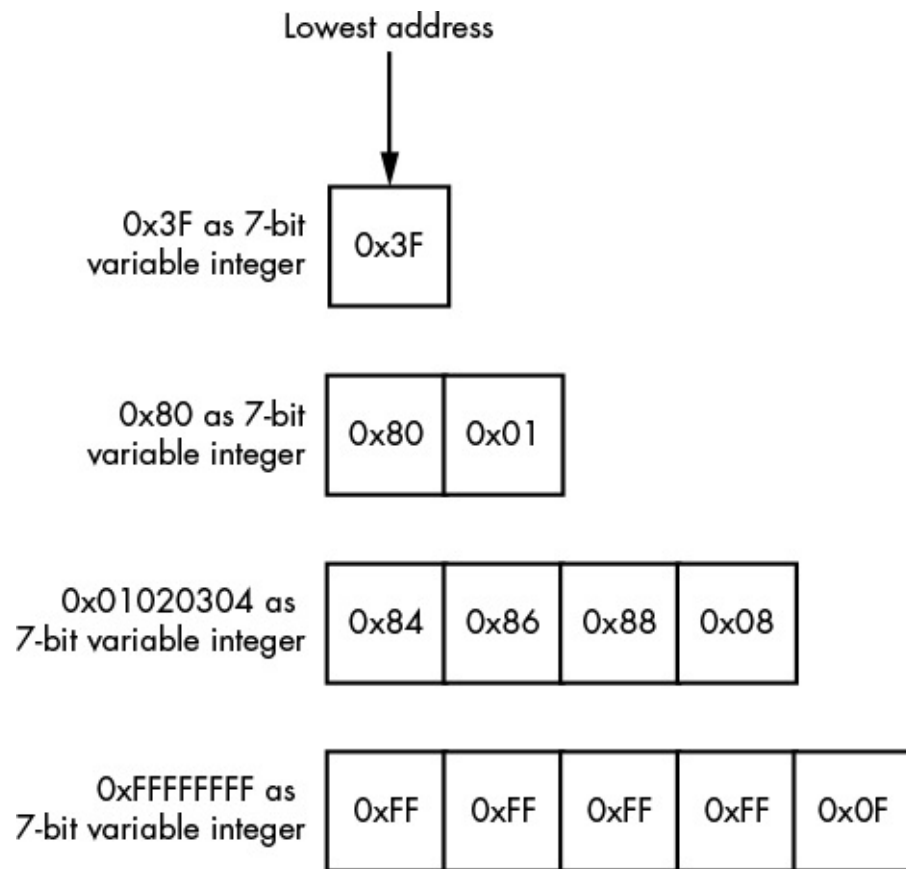 Lowest address
0x3F as 7-bit
variable integer
0x3F
0x80 as 7-bit
variable integer
0x80 0x01
0x01020304 as
7-bit variable integer
0x84 0x86 0x88 0x08
0xFFFFFFFF as
7-bit variable integer
0xFF 0xFF 0xFF 0xFF 0x0F